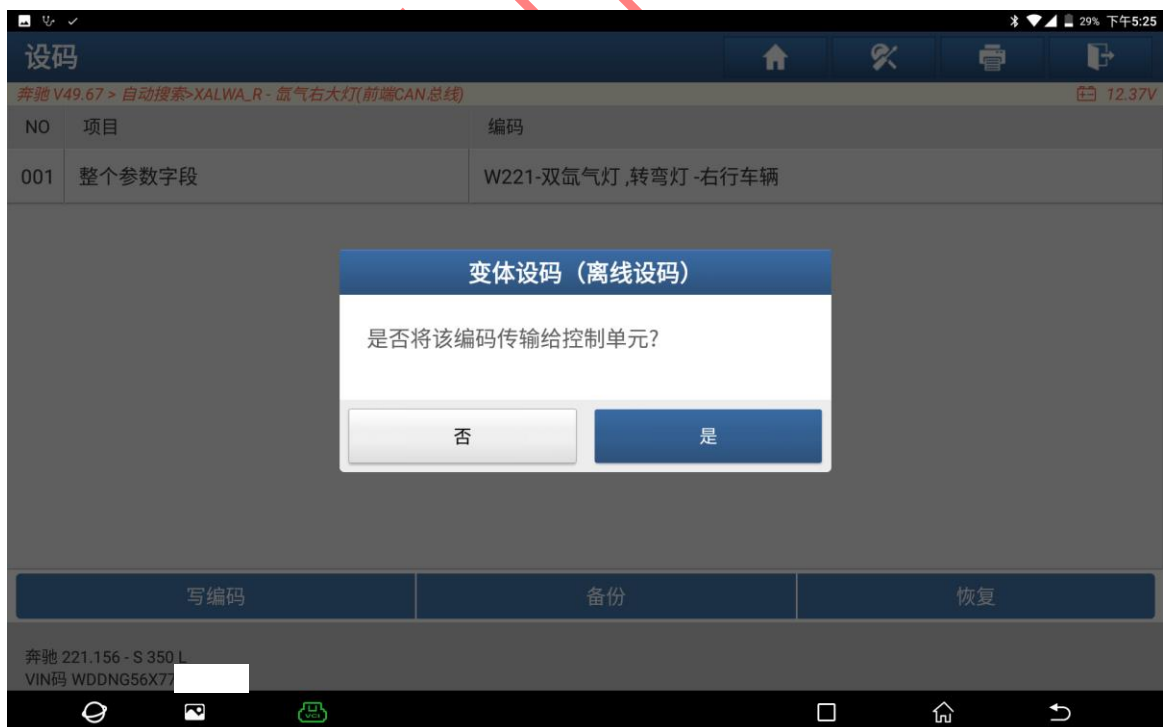 29% 下午5:25
设码
奔驰 V49.67 > 自动搜索>XALWA_R - 氙气右大灯(前端CAN总线) 12.37V
NO 项目 编码
001 整个参数字段 W221-双氙气灯 ,转弯灯 -右行车辆
变体设码（离线设码）
是否将该编码传输给控制单元?
否 是
写编码 备份 恢复
奔驰 221.156 - S 350 L
VIN码 WDDNG56X77
VCI